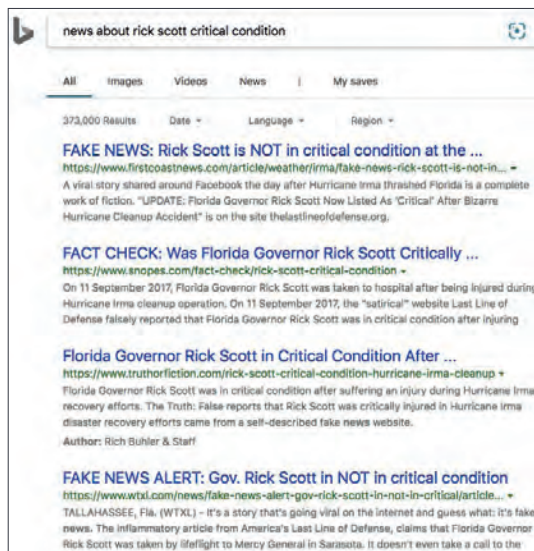 news about rick scott critical condition
All Images Videos News | My saves
373,000 Results Date Language Region
FAKE NEWS: Rick Scott is NOT in critical condition at the ...
https://www.firstcoastnews.com/article/weather/irma/fake-news-rick-scott-is-not-in...
A viral story shared around Facebook the day after Hurricane Irma thrashed Florida is a complete
work of fiction. "UPDATE: Florida Governor Rick Scott Now Listed As 'Critical' After Bizarre
Hurricane Cleanup Accident" is on the site thelastlineofdefense.org.
FACT CHECK: Was Florida Governor Rick Scott Critically ...
https://www.snopes.com/fact-check/rick-scott-critical-condition
On 11 September 2017, Florida Governor Rick Scott was taken to hospital after being injured during
Hurricane Irma cleanup operation. On 11 September 2017, the "satirical" website Last Line of
Defense falsely reported that Florida Governor Rick Scott was in critical condition after injuring
Florida Governor Rick Scott in Critical Condition After ...
https://www.truthorfiction.com/rick-scott-critical-condition-hurricane-irma-cleanup
Florida Governor Rick Scott was in critical condition after suffering an injury during Hurricane Irma
recovery efforts. The Truth: False reports that Rick Scott was critically injured in Hurricane Irma
disaster recovery efforts came from a self-described fake news website.
Author: Rich Buhler & Staff
FAKE NEWS ALERT: Gov. Rick Scott in NOT in critical condition
https://www.wtxl.com/news/fake-news-alert-gov-rick-scott-in-not-in-critical/article...
TALLAHASSEE, Fla. (WTXL) - It's a story that's going viral on the internet and guess what: it's fake
news. The inflammatory article from America's Last Line of Defense, claims that Florida Governor
Rick Scott was taken by lifeflight to Mercy General in Sarasota. It doesn't even take a call to the